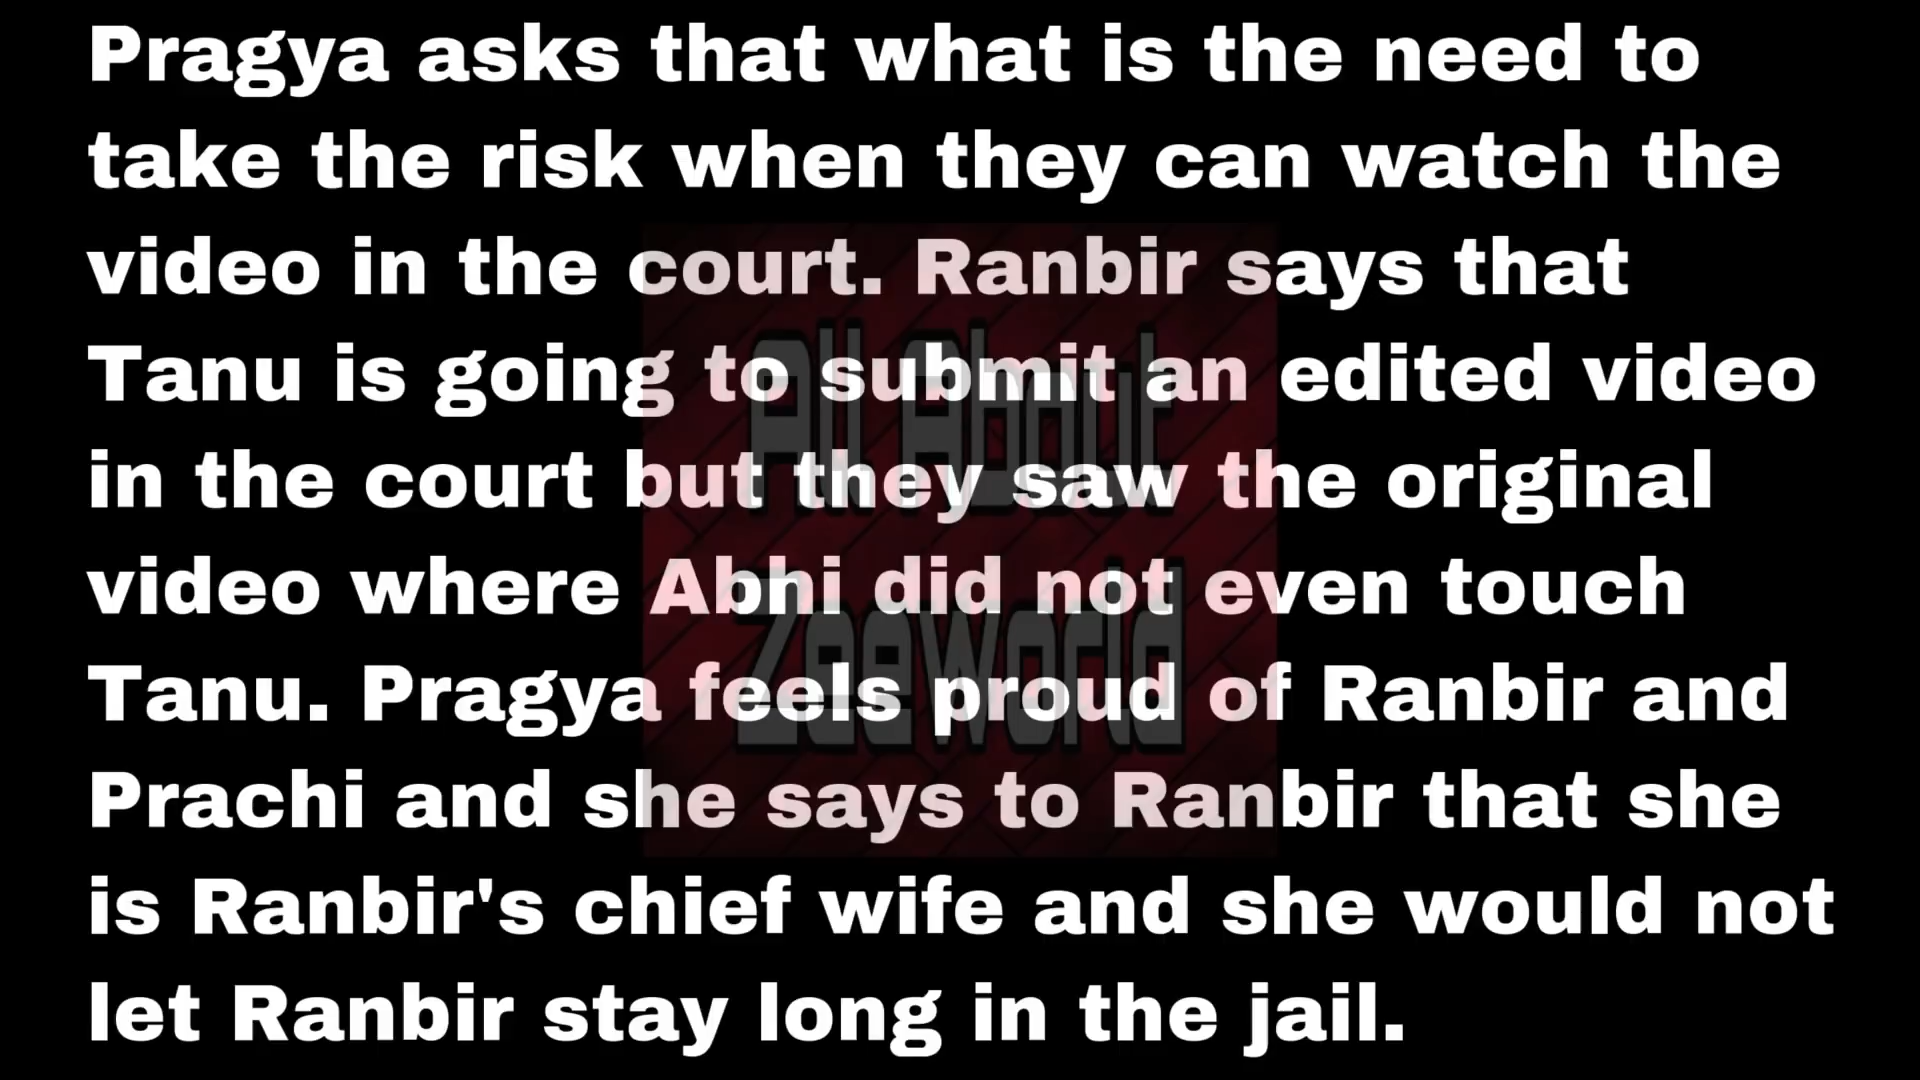 Pragya asks that what is the need to
take the risk when they can watch the
video in the court. Ranbir says that
Tanu is going to submit an edited video
in the court but they saw the original
video where Abhi did not even touch
Tanu. Pragya feels proud of Ranbir and
Prachi and she says to Ranbir that she
is Ranbir's chief wife and she would not
let Ranbir stay long in the jail.
All About
Zeeworld